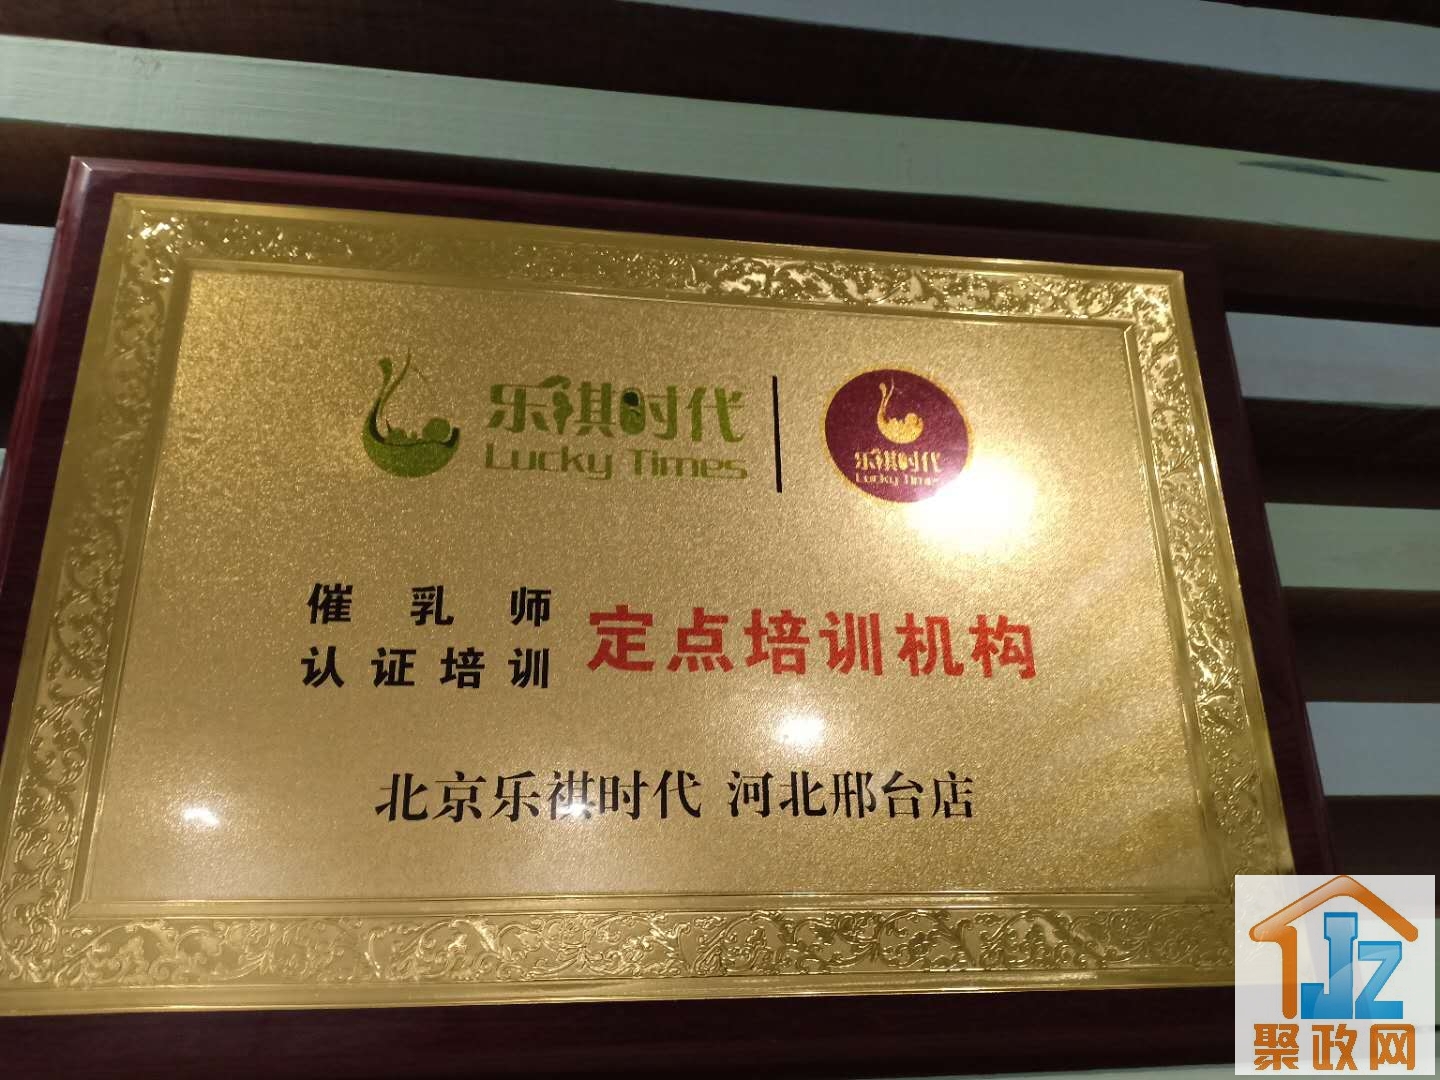 乐祺时代
Lucky Times
乐祺时代
Lucky Times
催乳师
认证培训
定点培训机构
北京乐祺时代 河北邢台店
JZ
聚政网